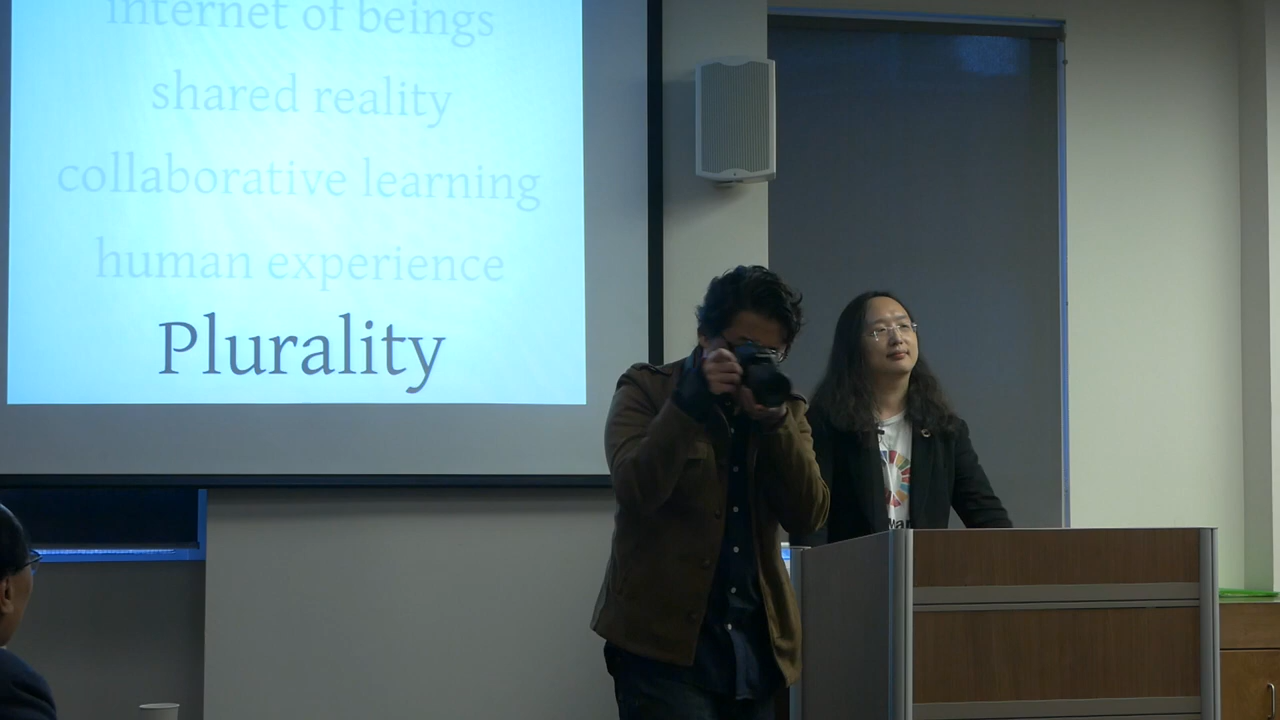 internet of beings
shared reality
collaborative learning
human experience
Plurality